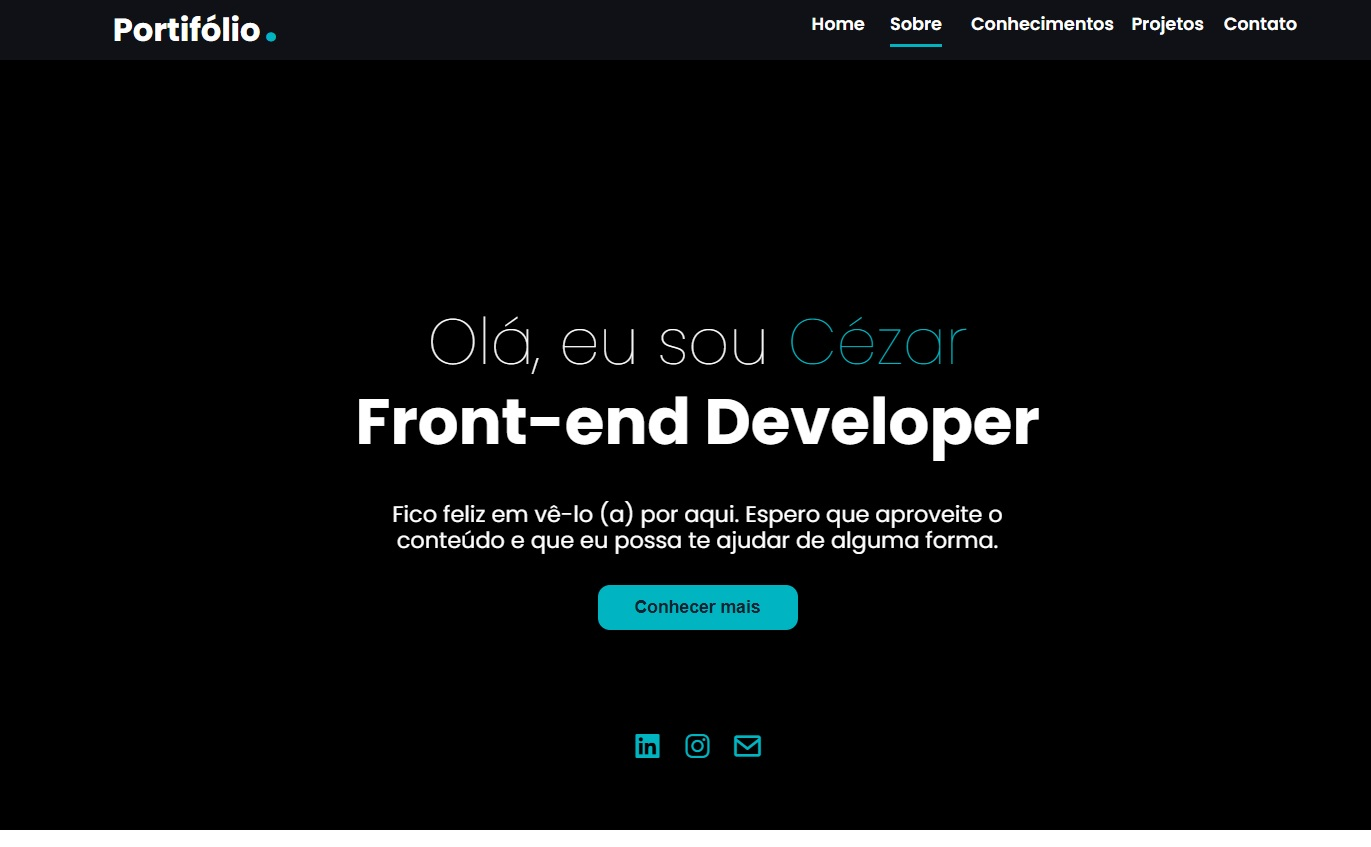 Portifólio.
Home Sobre Conhecimentos Projetos Contato
Olá, eu sou Cézar
Front-end Developer
Fico feliz em vê-lo (a) por aqui. Espero que aproveite o
conteúdo e que eu possa te ajudar de alguma forma.
Conhecer mais
in